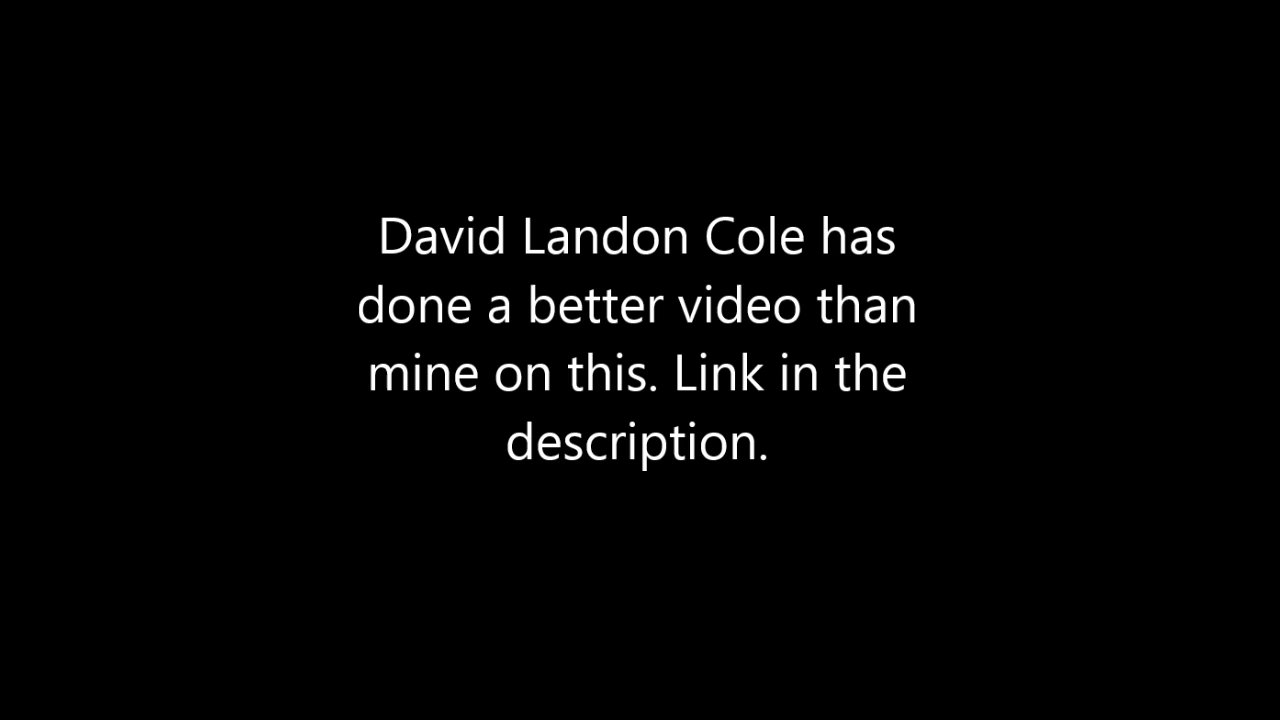 David Landon Cole has
done a better video than
mine on this. Link in the
description.